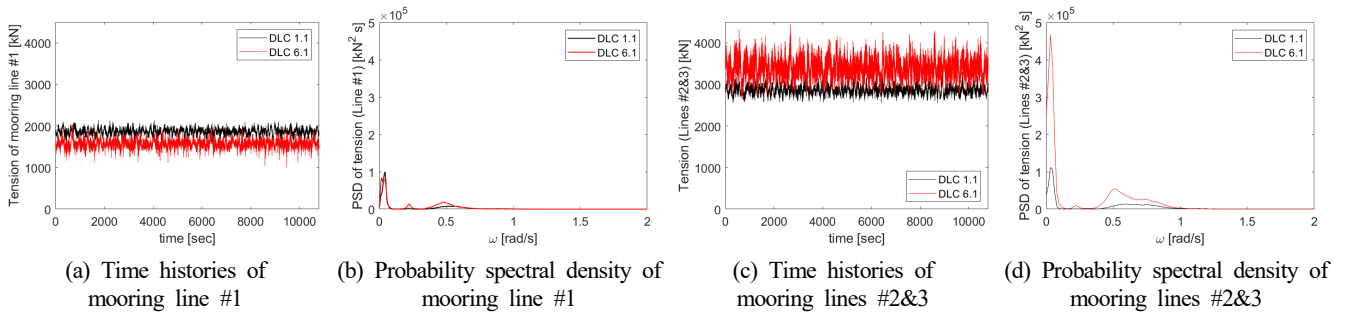 Tension of mooring line #1 [kN]
4000
3000
2000
1000
0
0 2000 4000 6000 8000 10000
time [sec]
DLC 1.1
DLC 6.1
(a) Time histories of
mooring line #1
PSD of tension (Line #1) [kN² s]
5 ×10⁵
4
3
2
1
0
0 0.5 1 1.5 2
ω [rad/s]
DLC 1.1
DLC 6.1
(b) Probability spectral density of
mooring line #1
Tension (Lines #2&3) [kN]
4000
3000
2000
1000
0
0 2000 4000 6000 8000 10000
time [sec]
DLC 1.1
DLC 6.1
(c) Time histories of
mooring lines #2&3
PSD of tension (Lines #2&3) [kN² s]
5 ×10⁵
4
3
2
1
0
0 0.5 1 1.5 2
ω [rad/s]
DLC 1.1
DLC 6.1
(d) Probability spectral density of
mooring lines #2&3